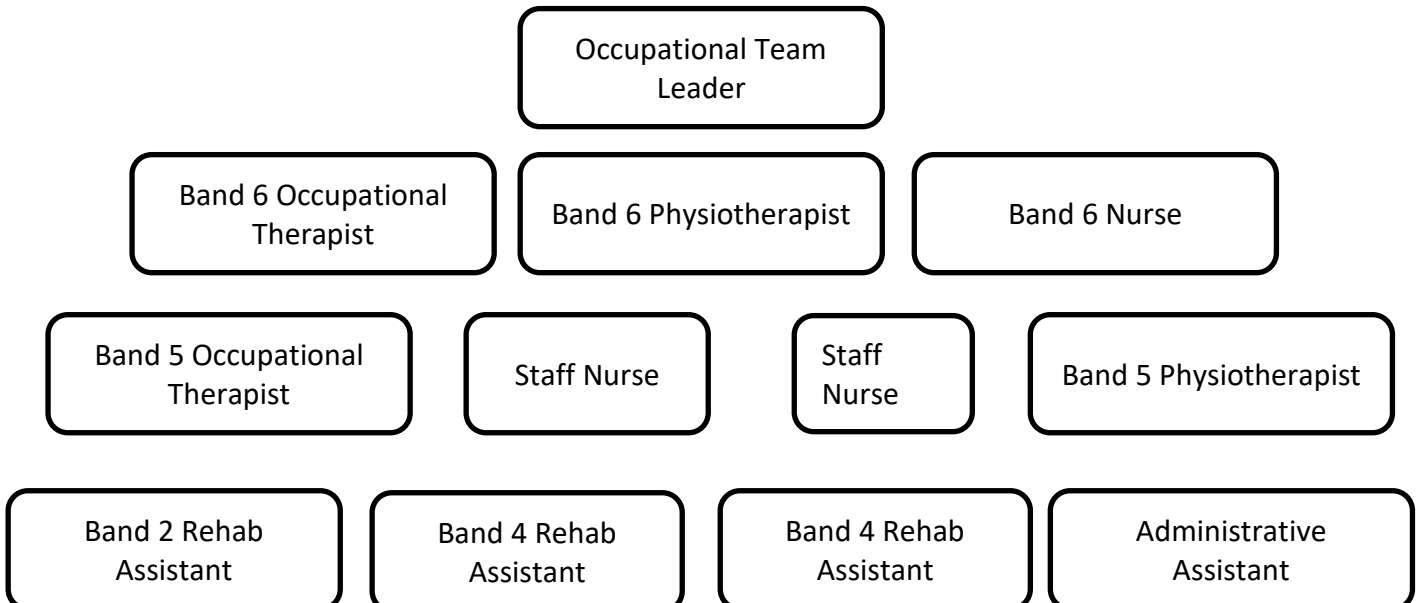 Occupational Team
Leader
Band 6 Occupational
Therapist
Band 6 Physiotherapist
Band 6 Nurse
Band 5 Occupational
Therapist
Staff Nurse
Staff
Nurse
Band 5 Physiotherapist
Band 2 Rehab
Assistant
Band 4 Rehab
Assistant
Band 4 Rehab
Assistant
Administrative
Assistant